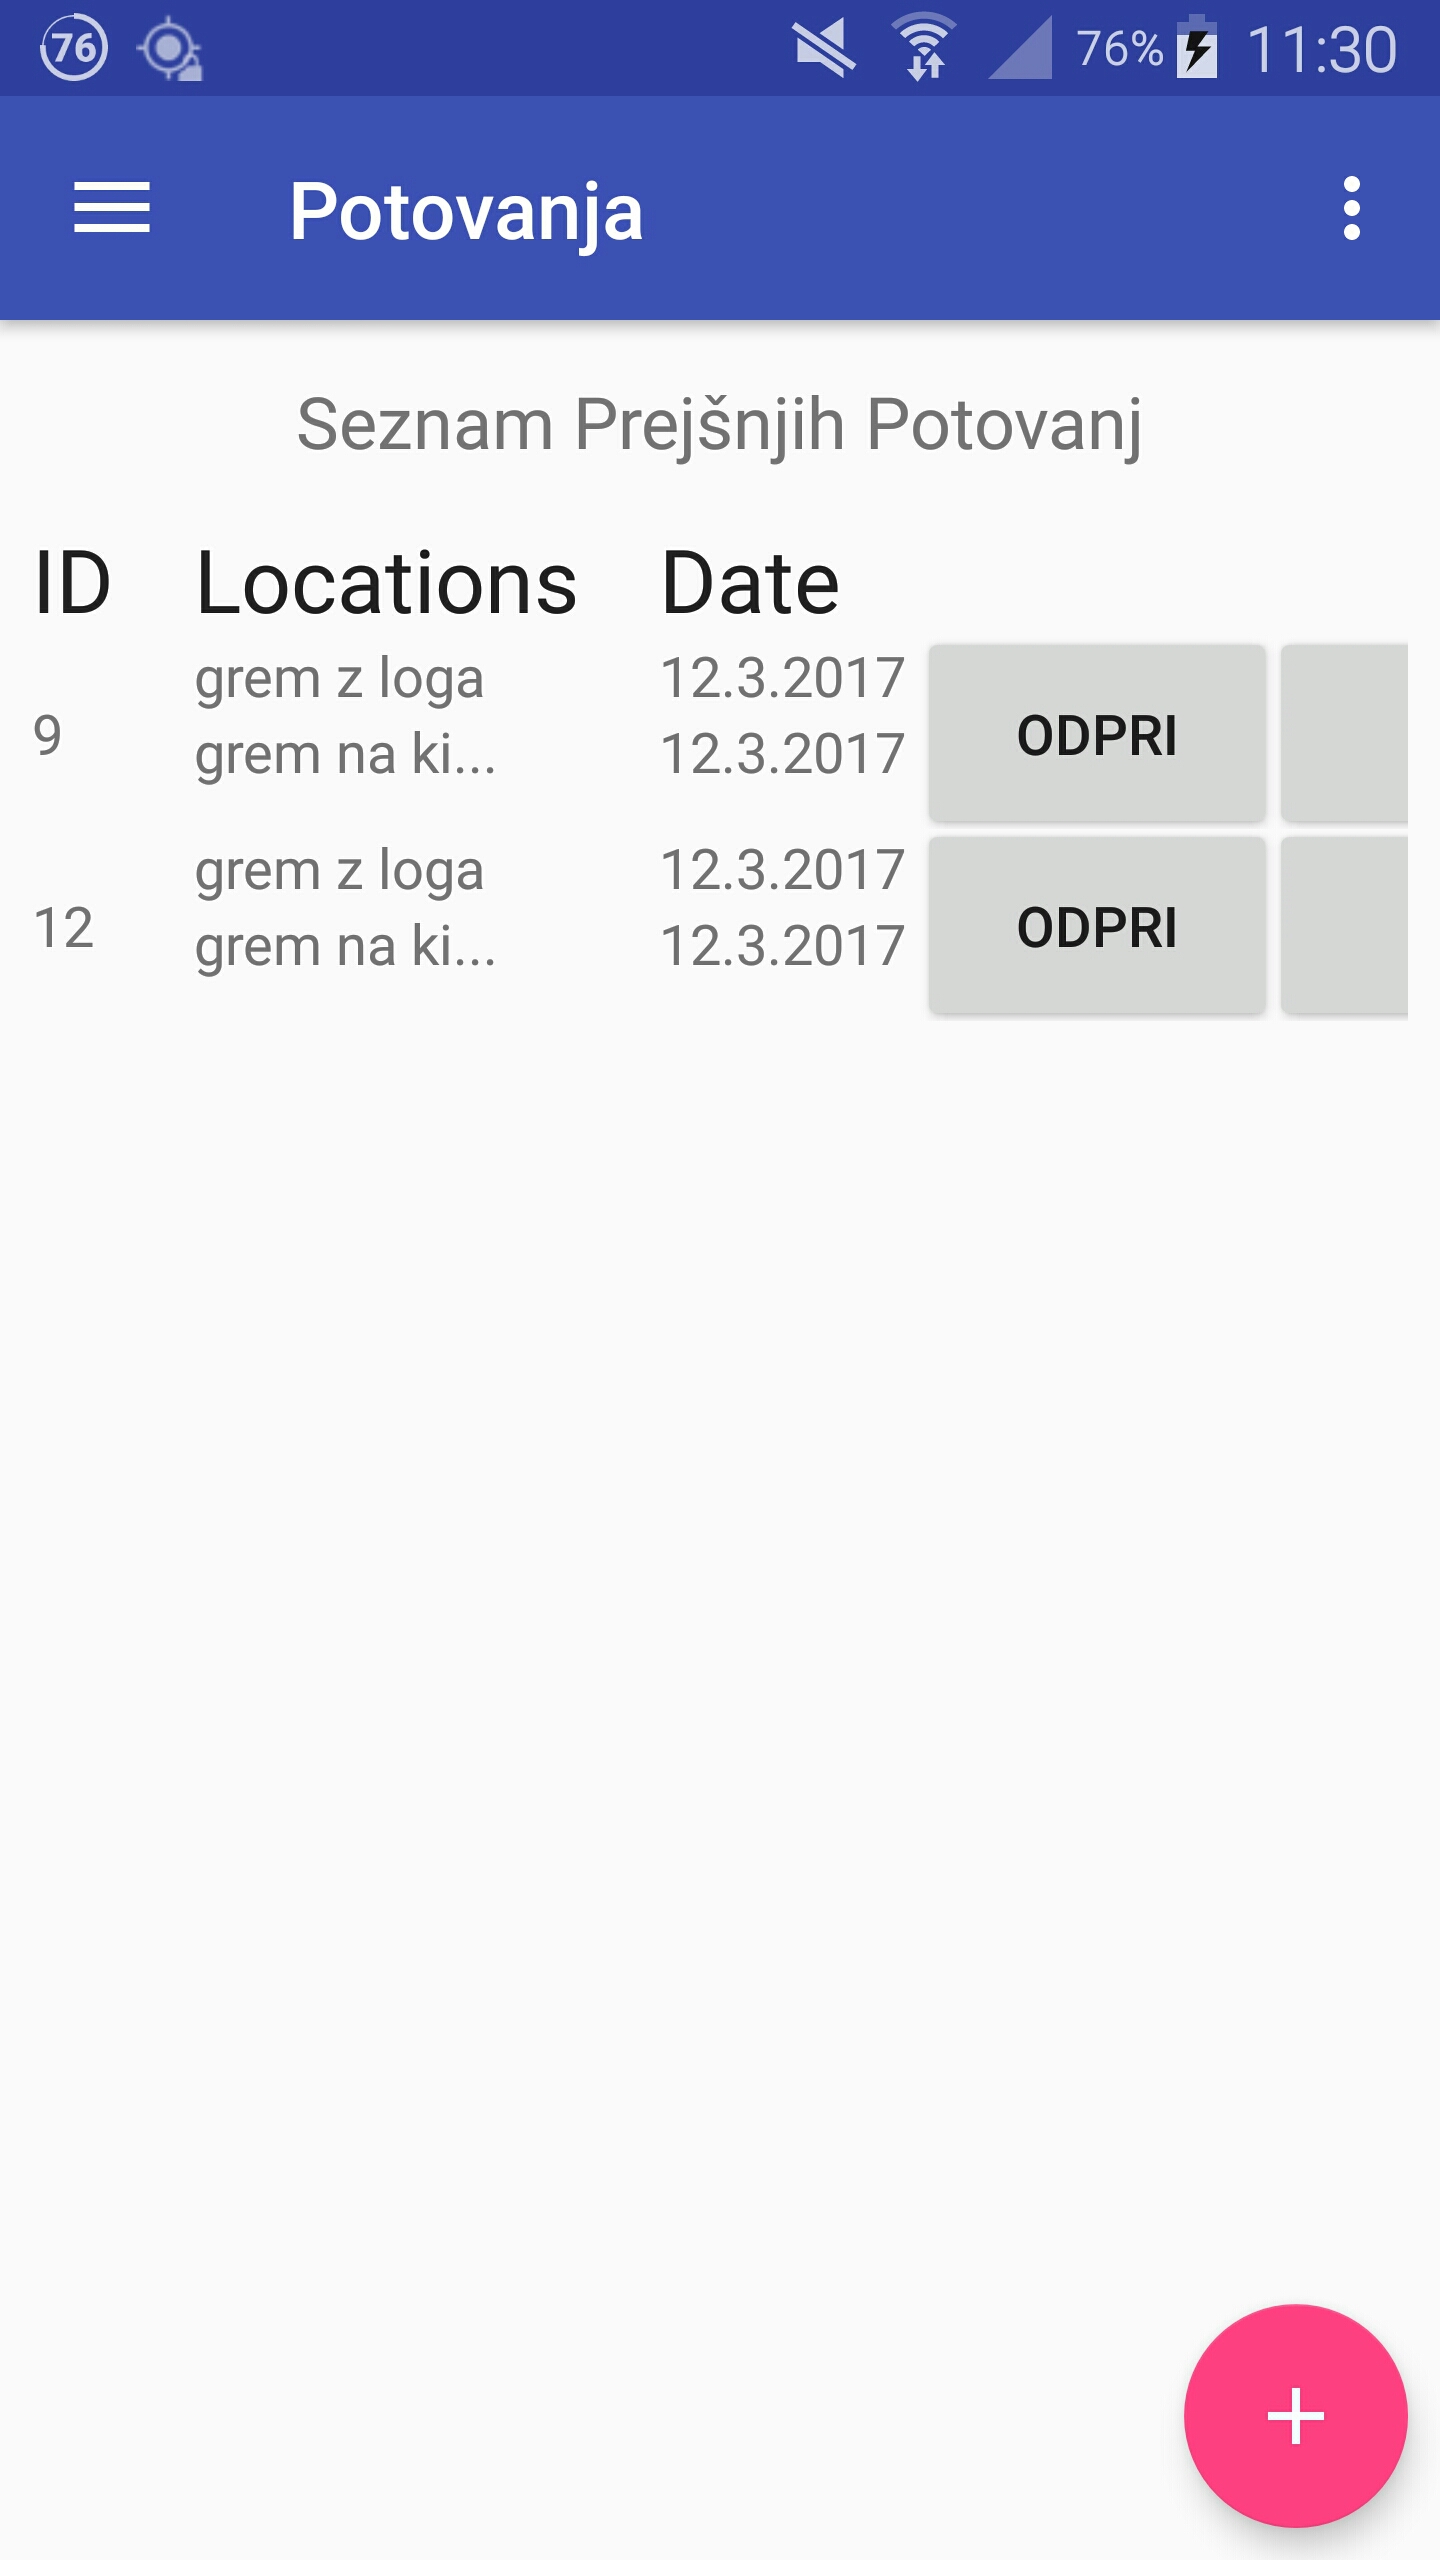 76 76% 11:30
Potovanja
Seznam Prejšnjih Potovanj
ID Locations Date
grem z loga 12.3.2017
9 ODPRI
grem na ki... 12.3.2017
grem z loga 12.3.2017
12 ODPRI
grem na ki... 12.3.2017